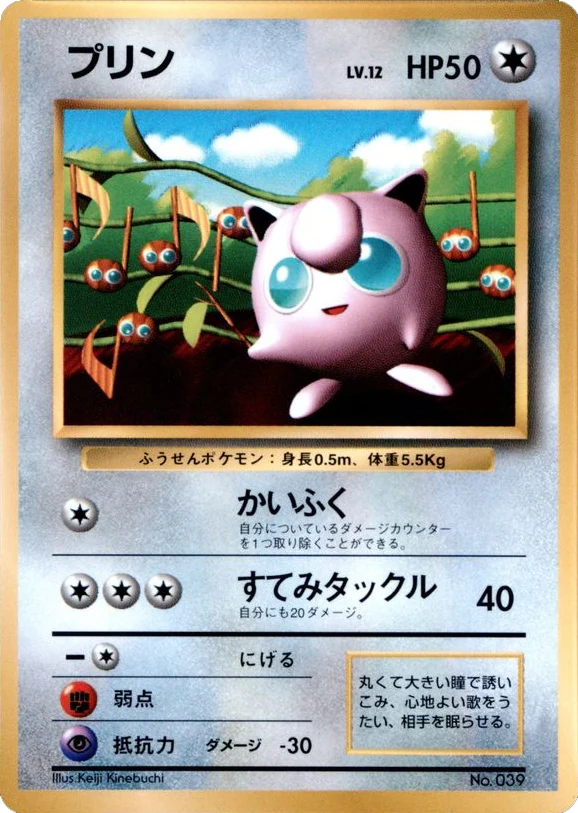 プリン LV.12 HP50
ふうせんポケモン：身長0.5m、体重5.5Kg
かいふく
自分についているダメージカウンター
を1つ取り除くことができる。
すてみタックル 40
自分にも20ダメージ。
− にげる
弱点
抵抗力 ダメージ -30
丸くて大きい瞳で誘い
こみ、心地よい歌をう
たい、相手を眠らせる。
Illus.Keiji Kinebuchi No.039